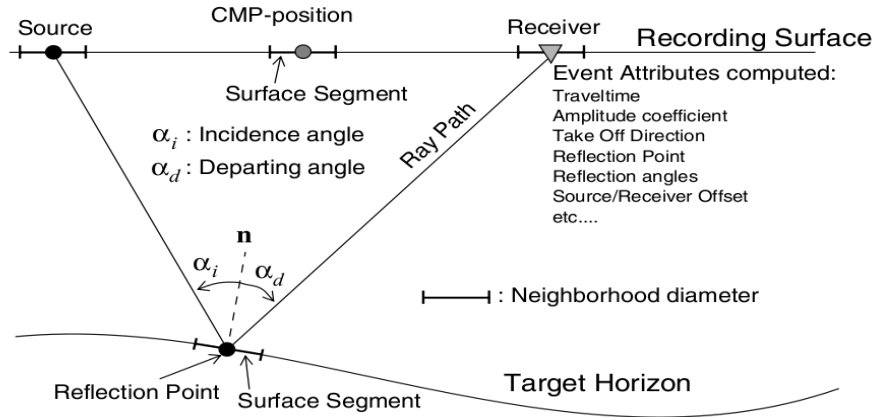 Source
CMP-position
Receiver
Recording Surface
Surface Segment
Event Attributes computed:
Traveltime
Amplitude coefficient
Take Off Direction
Reflection Point
Reflection angles
Source/Receiver Offset
etc....
αi : Incidence angle
αd : Departing angle
Ray Path
n
αi
αd
: Neighborhood diameter
Reflection Point
Surface Segment
Target Horizon